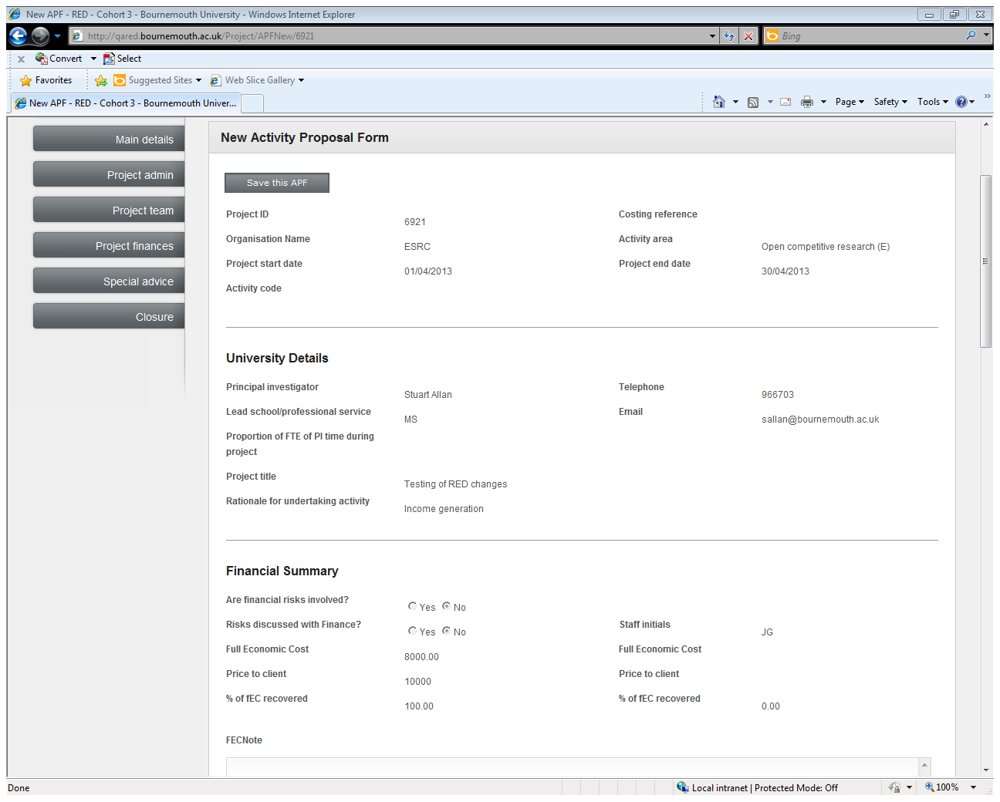 New APF - RED - Cohort 3 - Bournemouth University - Windows Internet Explorer
http://qared.bournemouth.ac.uk/Project/APFNew/6921
Bing
x Convert Select
Favorites Suggested Sites Web Slice Gallery
New APF - RED - Cohort 3 - Bournemouth Univer...
Page Safety Tools
Main details
Project admin
Project team
Project finances
Special advice
Closure
New Activity Proposal Form
Save this APF
Project ID 6921 Costing reference
Organisation Name ESRC Activity area Open competitive research (E)
Project start date 01/04/2013 Project end date 30/04/2013
Activity code
University Details
Principal investigator Stuart Allan Telephone 966703
Lead school/professional service MS Email sallan@bournemouth.ac.uk
Proportion of FTE of PI time during
project
Project title Testing of RED changes
Rationale for undertaking activity Income generation
Financial Summary
Are financial risks involved? Yes No
Risks discussed with Finance? Yes No Staff initials JG
Full Economic Cost 8000.00 Full Economic Cost
Price to client 10000 Price to client
% of fEC recovered 100.00 % of fEC recovered 0.00
FECNote
Done Local intranet | Protected Mode: Off 100%